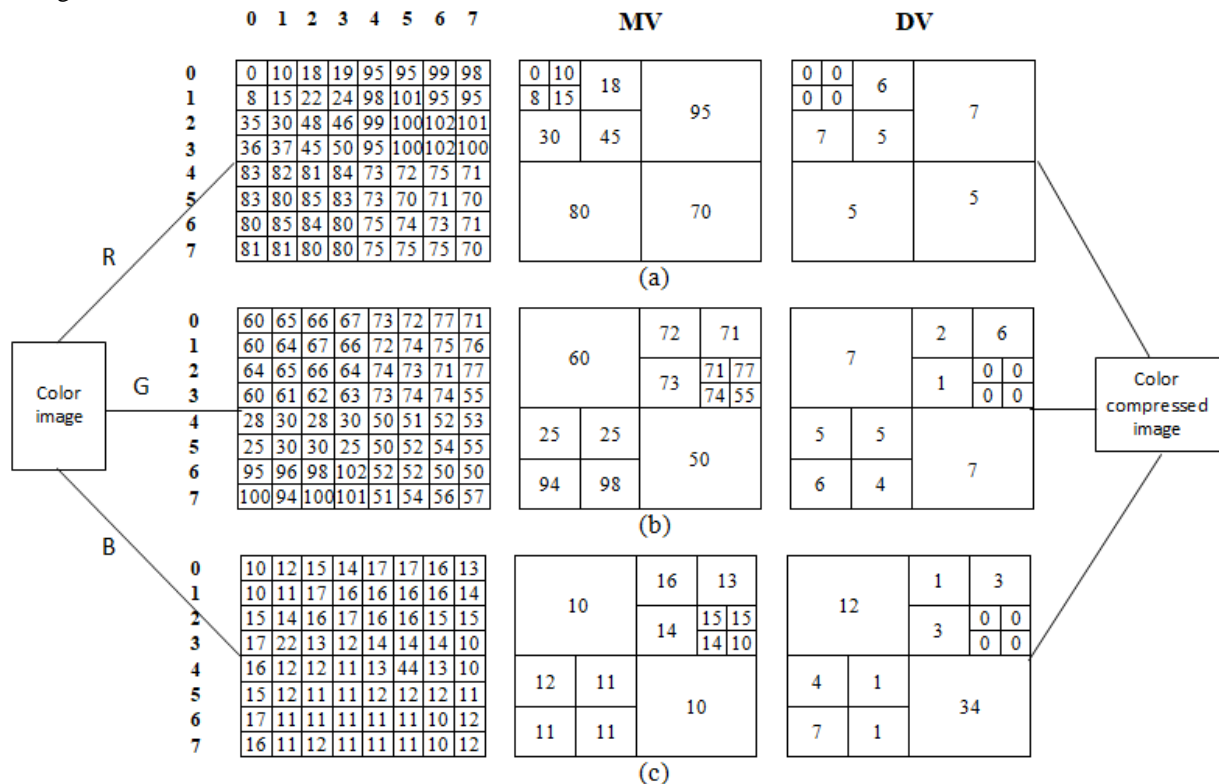 0 1 2 3 4 5 6 7 MV DV
0 0 10 18 19 95 95 99 98 0 10 18 95 0 0 6 7
1 8 15 22 24 98 101 95 95 8 15 0 0
2 35 30 48 46 99 100 102 101 30 45 7 5
3 36 37 45 50 95 100 102 100
4 83 82 81 84 73 72 75 71 80 70 5 5
5 83 80 85 83 73 70 71 70
6 80 85 84 80 75 74 73 71
7 81 81 80 80 75 75 75 70
R
(a)
0 60 65 66 67 73 72 77 71 60 72 71 7 2 6
1 60 64 67 66 72 74 75 76
2 64 65 66 64 74 73 71 77 73 71 77 1 0 0
3 60 61 62 63 73 74 74 55 74 55 0 0
4 28 30 28 30 50 51 52 53 25 25 50 5 5 7
5 25 30 30 25 50 52 54 55
6 95 96 98 102 52 52 50 50 94 98 6 4
7 100 94 100 101 51 54 56 57
Color
image
G
Color
compressed
image
(b)
B
0 10 12 15 14 17 17 16 13 10 16 13 12 1 3
1 10 11 17 16 16 16 16 14
2 15 14 16 17 16 16 15 15 14 15 15 3 0 0
3 17 22 13 12 14 14 14 10 14 10 0 0
4 16 12 12 11 13 44 13 10 12 11 10 4 1 34
5 15 12 11 11 12 12 12 11
6 17 11 11 11 11 11 10 12 11 11 7 1
7 16 11 12 11 11 11 10 12
(c)